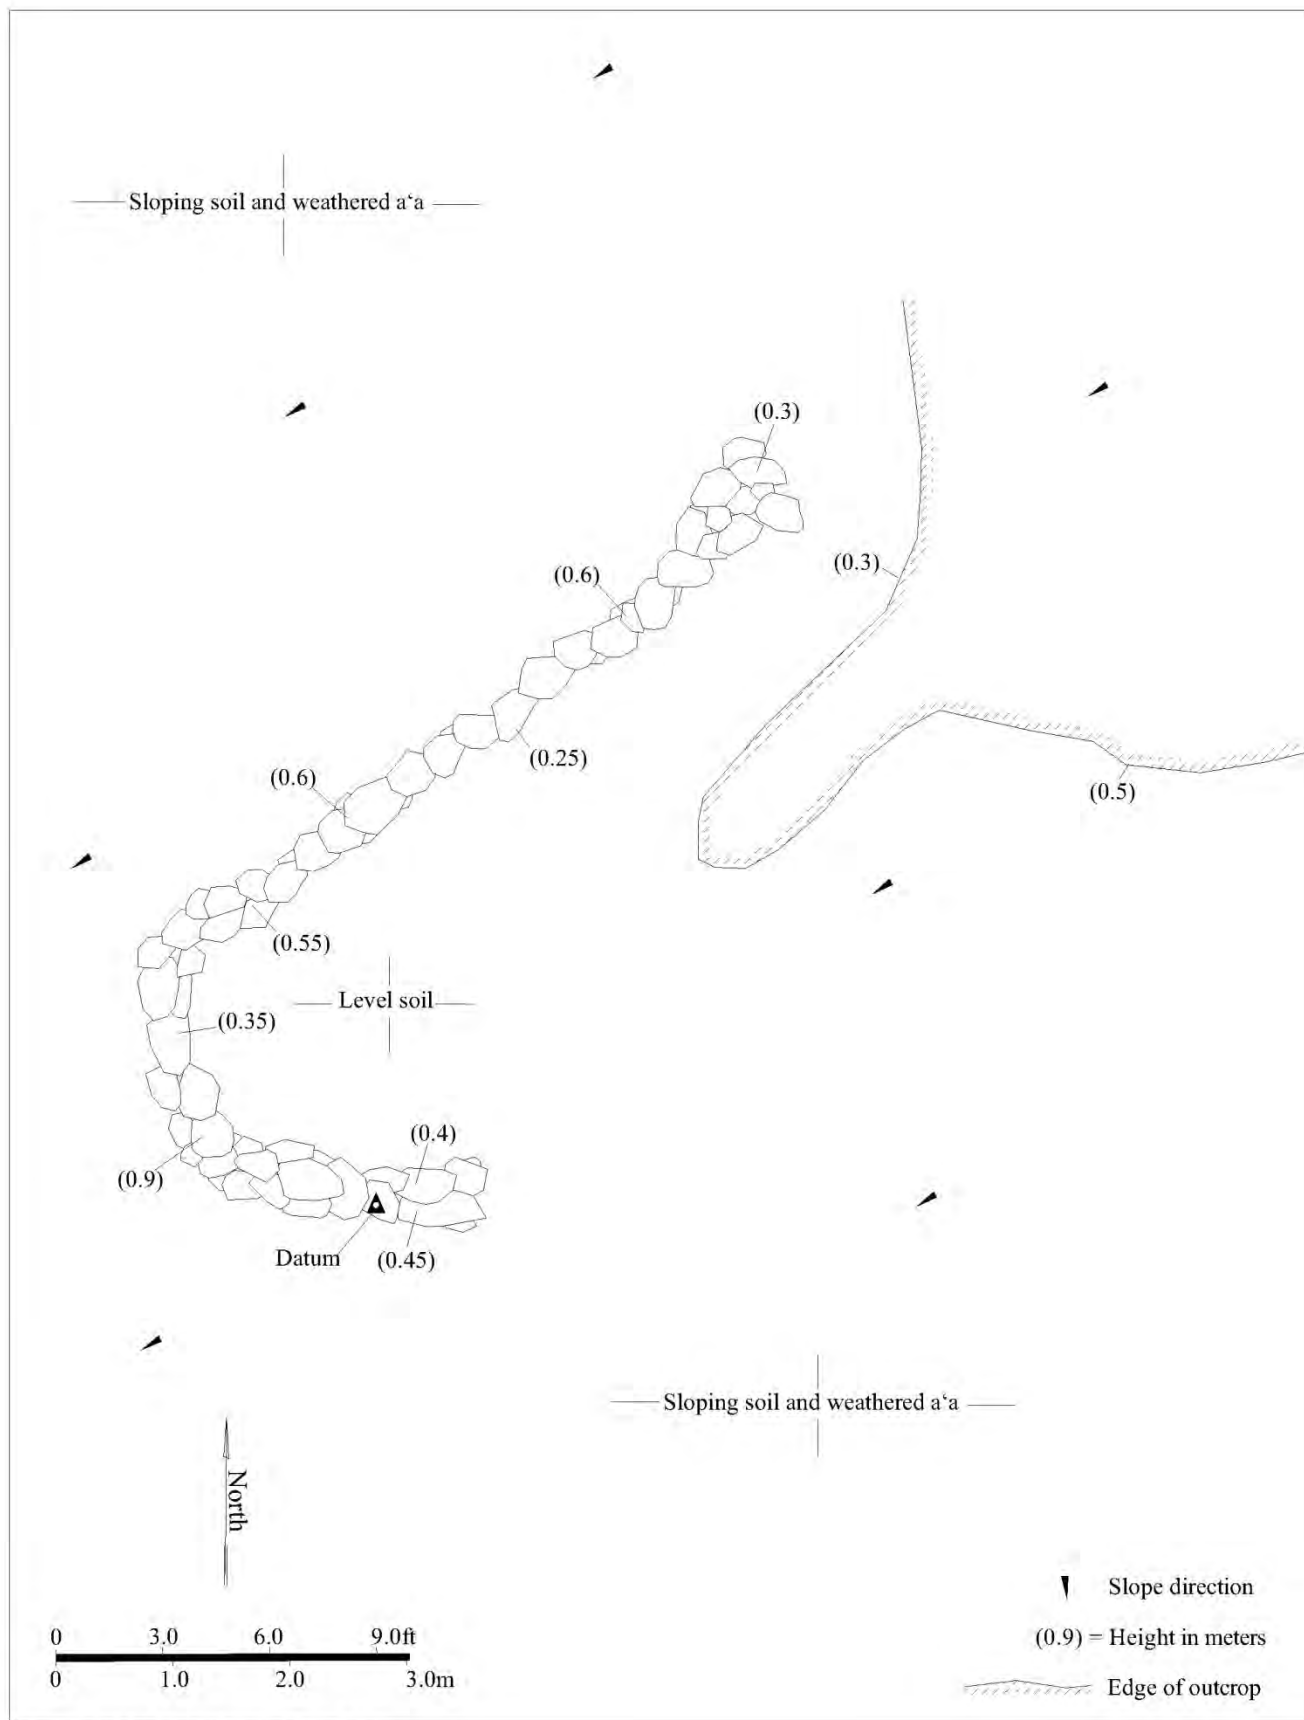 Sloping soil and weathered a‘a
(0.3)
(0.3)
(0.6)
(0.25)
(0.6)
(0.5)
(0.55)
Level soil
(0.35)
(0.4)
(0.9)
Datum
(0.45)
Sloping soil and weathered a‘a
North
Slope direction
(0.9) = Height in meters
Edge of outcrop
0 3.0 6.0 9.0ft
0 1.0 2.0 3.0m